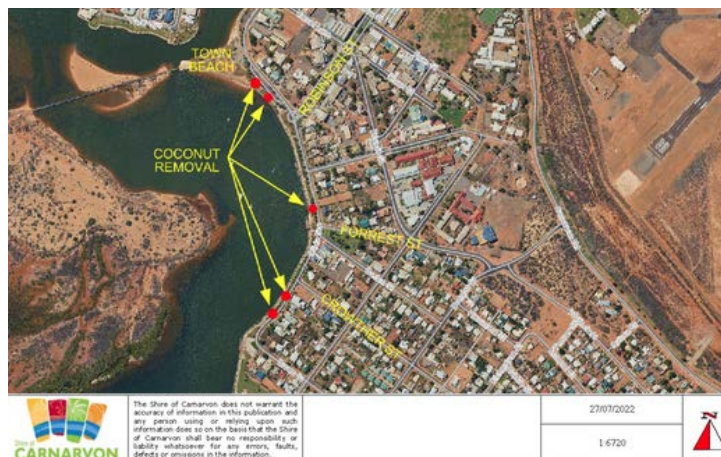 TOWN
BEACH
ROBINSON ST
COCONUT
REMOVAL
FORREST ST
CROWTHER ST
Shire of
CARNARVON
The Shire of Carnarvon does not warrant the
accuracy of information in this publication and
any person using or relying upon such
information does so on the basis that the Shire
of Carnarvon shall bear no responsibility or
liability whatsoever for any errors, faults,
defects or omissions in the information.
27/07/2022
1:6720
N